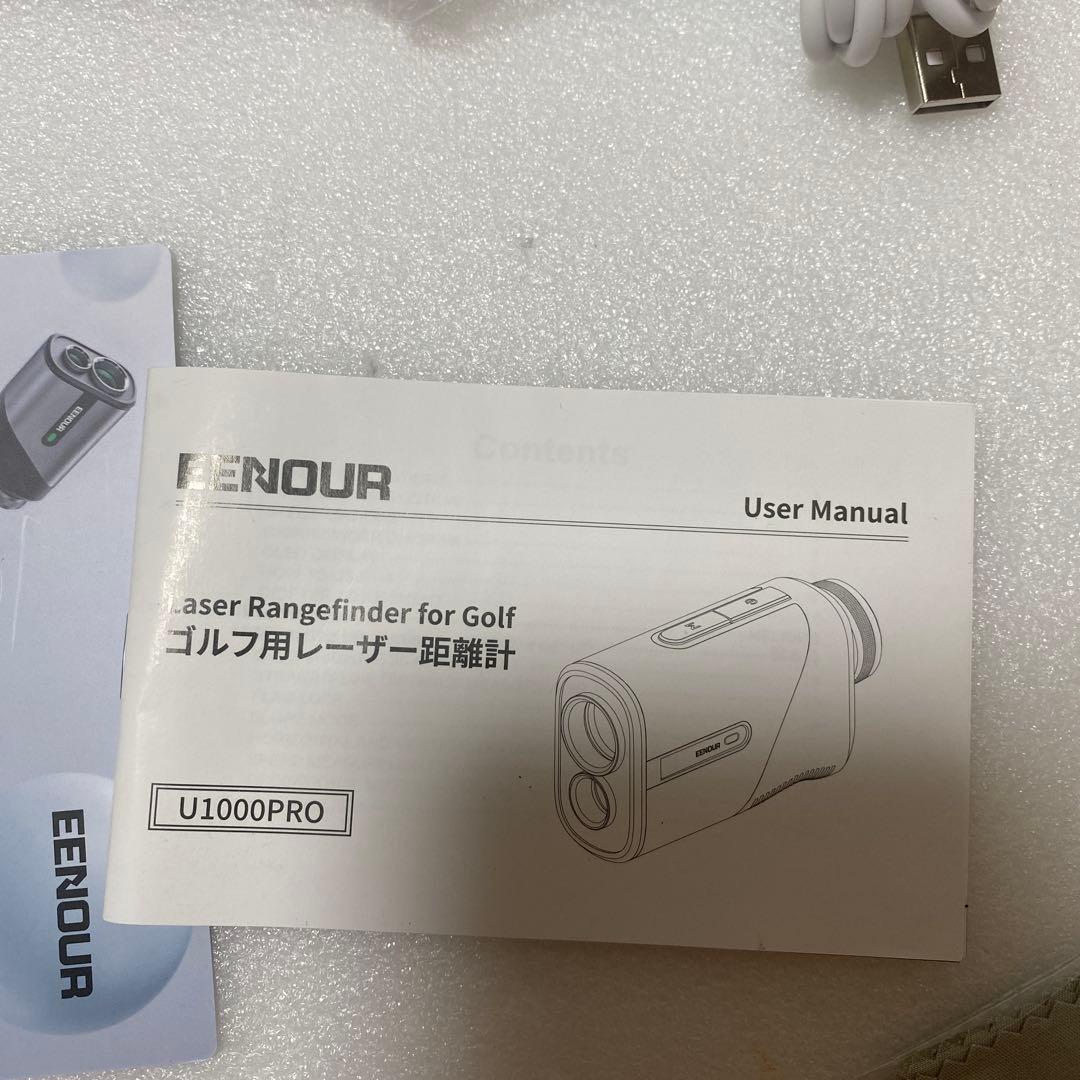 EENOUR
User Manual
Laser Rangefinder for Golf
ゴルフ用レーザー距離計
U1000PRO
EENOUR
EENOUR
EENOUR
Contents